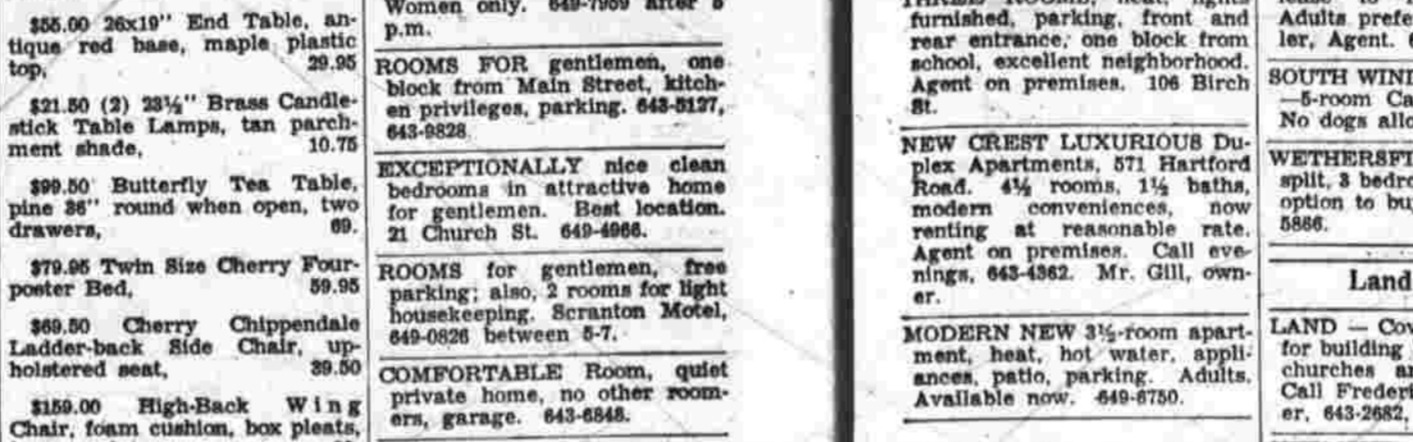 $55.00 26x19" End Table, an-
tique red base, maple plastic
top, 29.95
$21.50 (2) 23½" Brass Candle-
stick Table Lamps, tan parch-
ment shade, 10.75
$99.50 Butterfly Tea Table,
pine 36" round when open, two
drawers, 69.
$79.95 Twin Size Cherry Four-
poster Bed, 59.95
$69.50 Cherry Chippendale
Ladder-back Side Chair, up-
holstered seat, 39.50
$159.00 High-Back Wing
Chair, foam cushion, box pleats,
Women only. 649-7959 after 5
p.m.
ROOMS FOR gentlemen, one
block from Main Street, kitch-
en privileges, parking. 643-5127,
643-9828.
EXCEPTIONALLY nice clean
bedrooms in attractive home
for gentlemen. Best location.
21 Church St. 649-4966.
ROOMS for gentlemen, free
parking; also, 2 rooms for light
housekeeping. Scranton Motel,
649-0826 between 5-7.
COMFORTABLE Room, quiet
private home, no other room-
ers, garage. 643-6848.
THREE ROOMS, heat, lights
furnished, parking, front and
rear entrance, one block from
school, excellent neighborhood.
Agent on premises. 106 Birch
St.
NEW CREST LUXURIOUS Du-
plex Apartments, 571 Hartford
Road. 4½ rooms, 1½ baths,
modern conveniences, now
renting at reasonable rate.
Agent on premises. Call eve-
nings, 643-4362. Mr. Gill, own-
er.
MODERN NEW 3½-room apart-
ment, heat, hot water, appli-
ances, patio, parking. Adults.
Available now. 649-6750.
Adults prefe
ler, Agent.
SOUTH WIN
—5-room Ca
No dogs allo
WETHERSFI
split, 3 bedro
option to bu
5866.
Land
LAND — Cov
for building
churches a
Call Frederi
er, 643-2682,